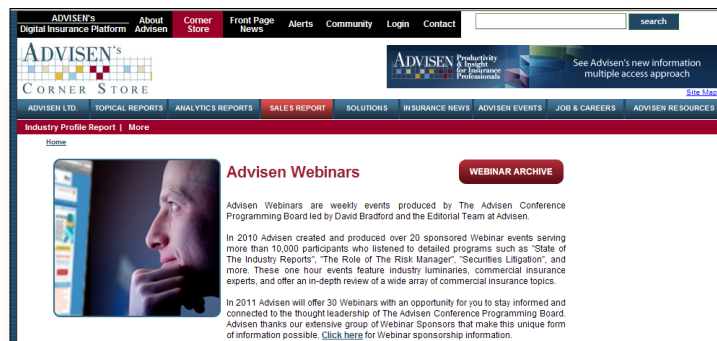 ADVISEN's Digital Insurance Platform
About Advisen
Corner Store
Front Page News
Alerts
Community
Login
Contact
search
ADVISEN'S
CORNER STORE
ADVISEN Productivity & Insight for Insurance Professionals
See Advisen's new information multiple access approach
Site Map
ADVISEN LTD. TOPICAL REPORTS ANALYTICS REPORTS SALES REPORT SOLUTIONS INSURANCE NEWS ADVISEN EVENTS JOB & CAREERS ADVISEN RESOURCES
Industry Profile Report | More
Home
Advisen Webinars
WEBINAR ARCHIVE
Advisen Webinars are weekly events produced by The Advisen Conference
Programming Board led by David Bradford and the Editorial Team at Advisen.
In 2010 Advisen created and produced over 20 sponsored Webinar events serving
more than 10,000 participants who listened to detailed programs such as "State of
The Industry Reports", "The Role of The Risk Manager", "Securities Litigation", and
more. These one hour events feature industry luminaries, commercial insurance
experts, and offer an in-depth review of a wide array of commercial insurance topics.
In 2011 Advisen will offer 30 Webinars with an opportunity for you to stay informed and
connected to the thought leadership of The Advisen Conference Programming Board.
Advisen thanks our extensive group of Webinar Sponsors that make this unique form
of information possible. Click here for Webinar sponsorship information.